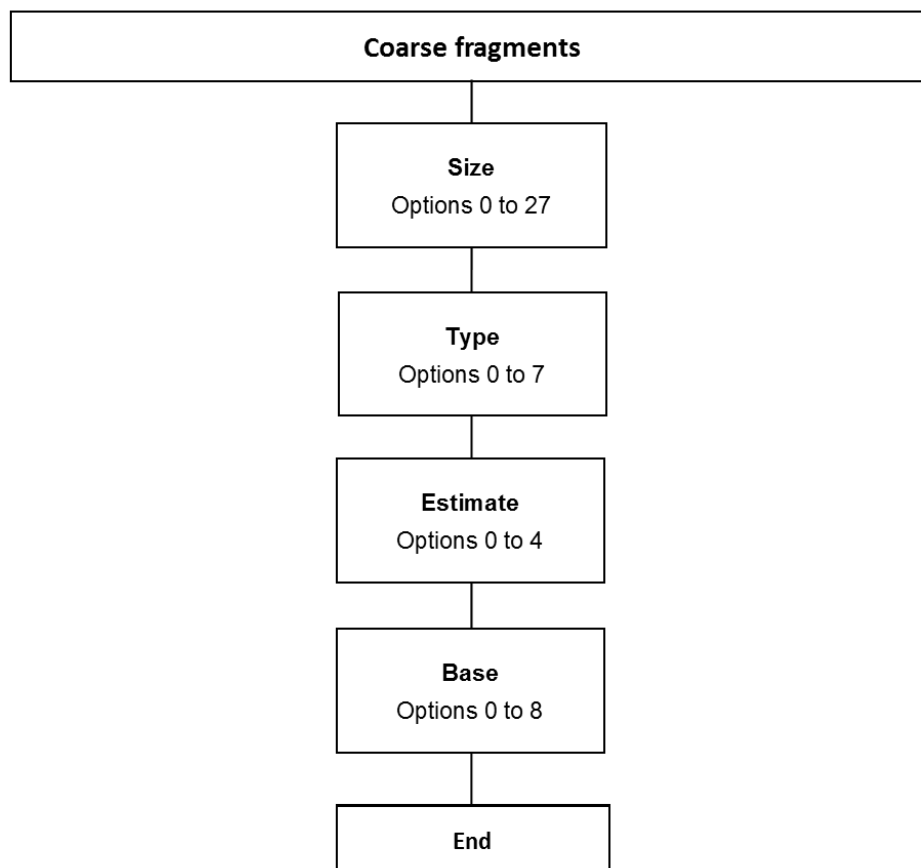 Coarse fragments
Size
Options 0 to 27
Type
Options 0 to 7
Estimate
Options 0 to 4
Base
Options 0 to 8
End